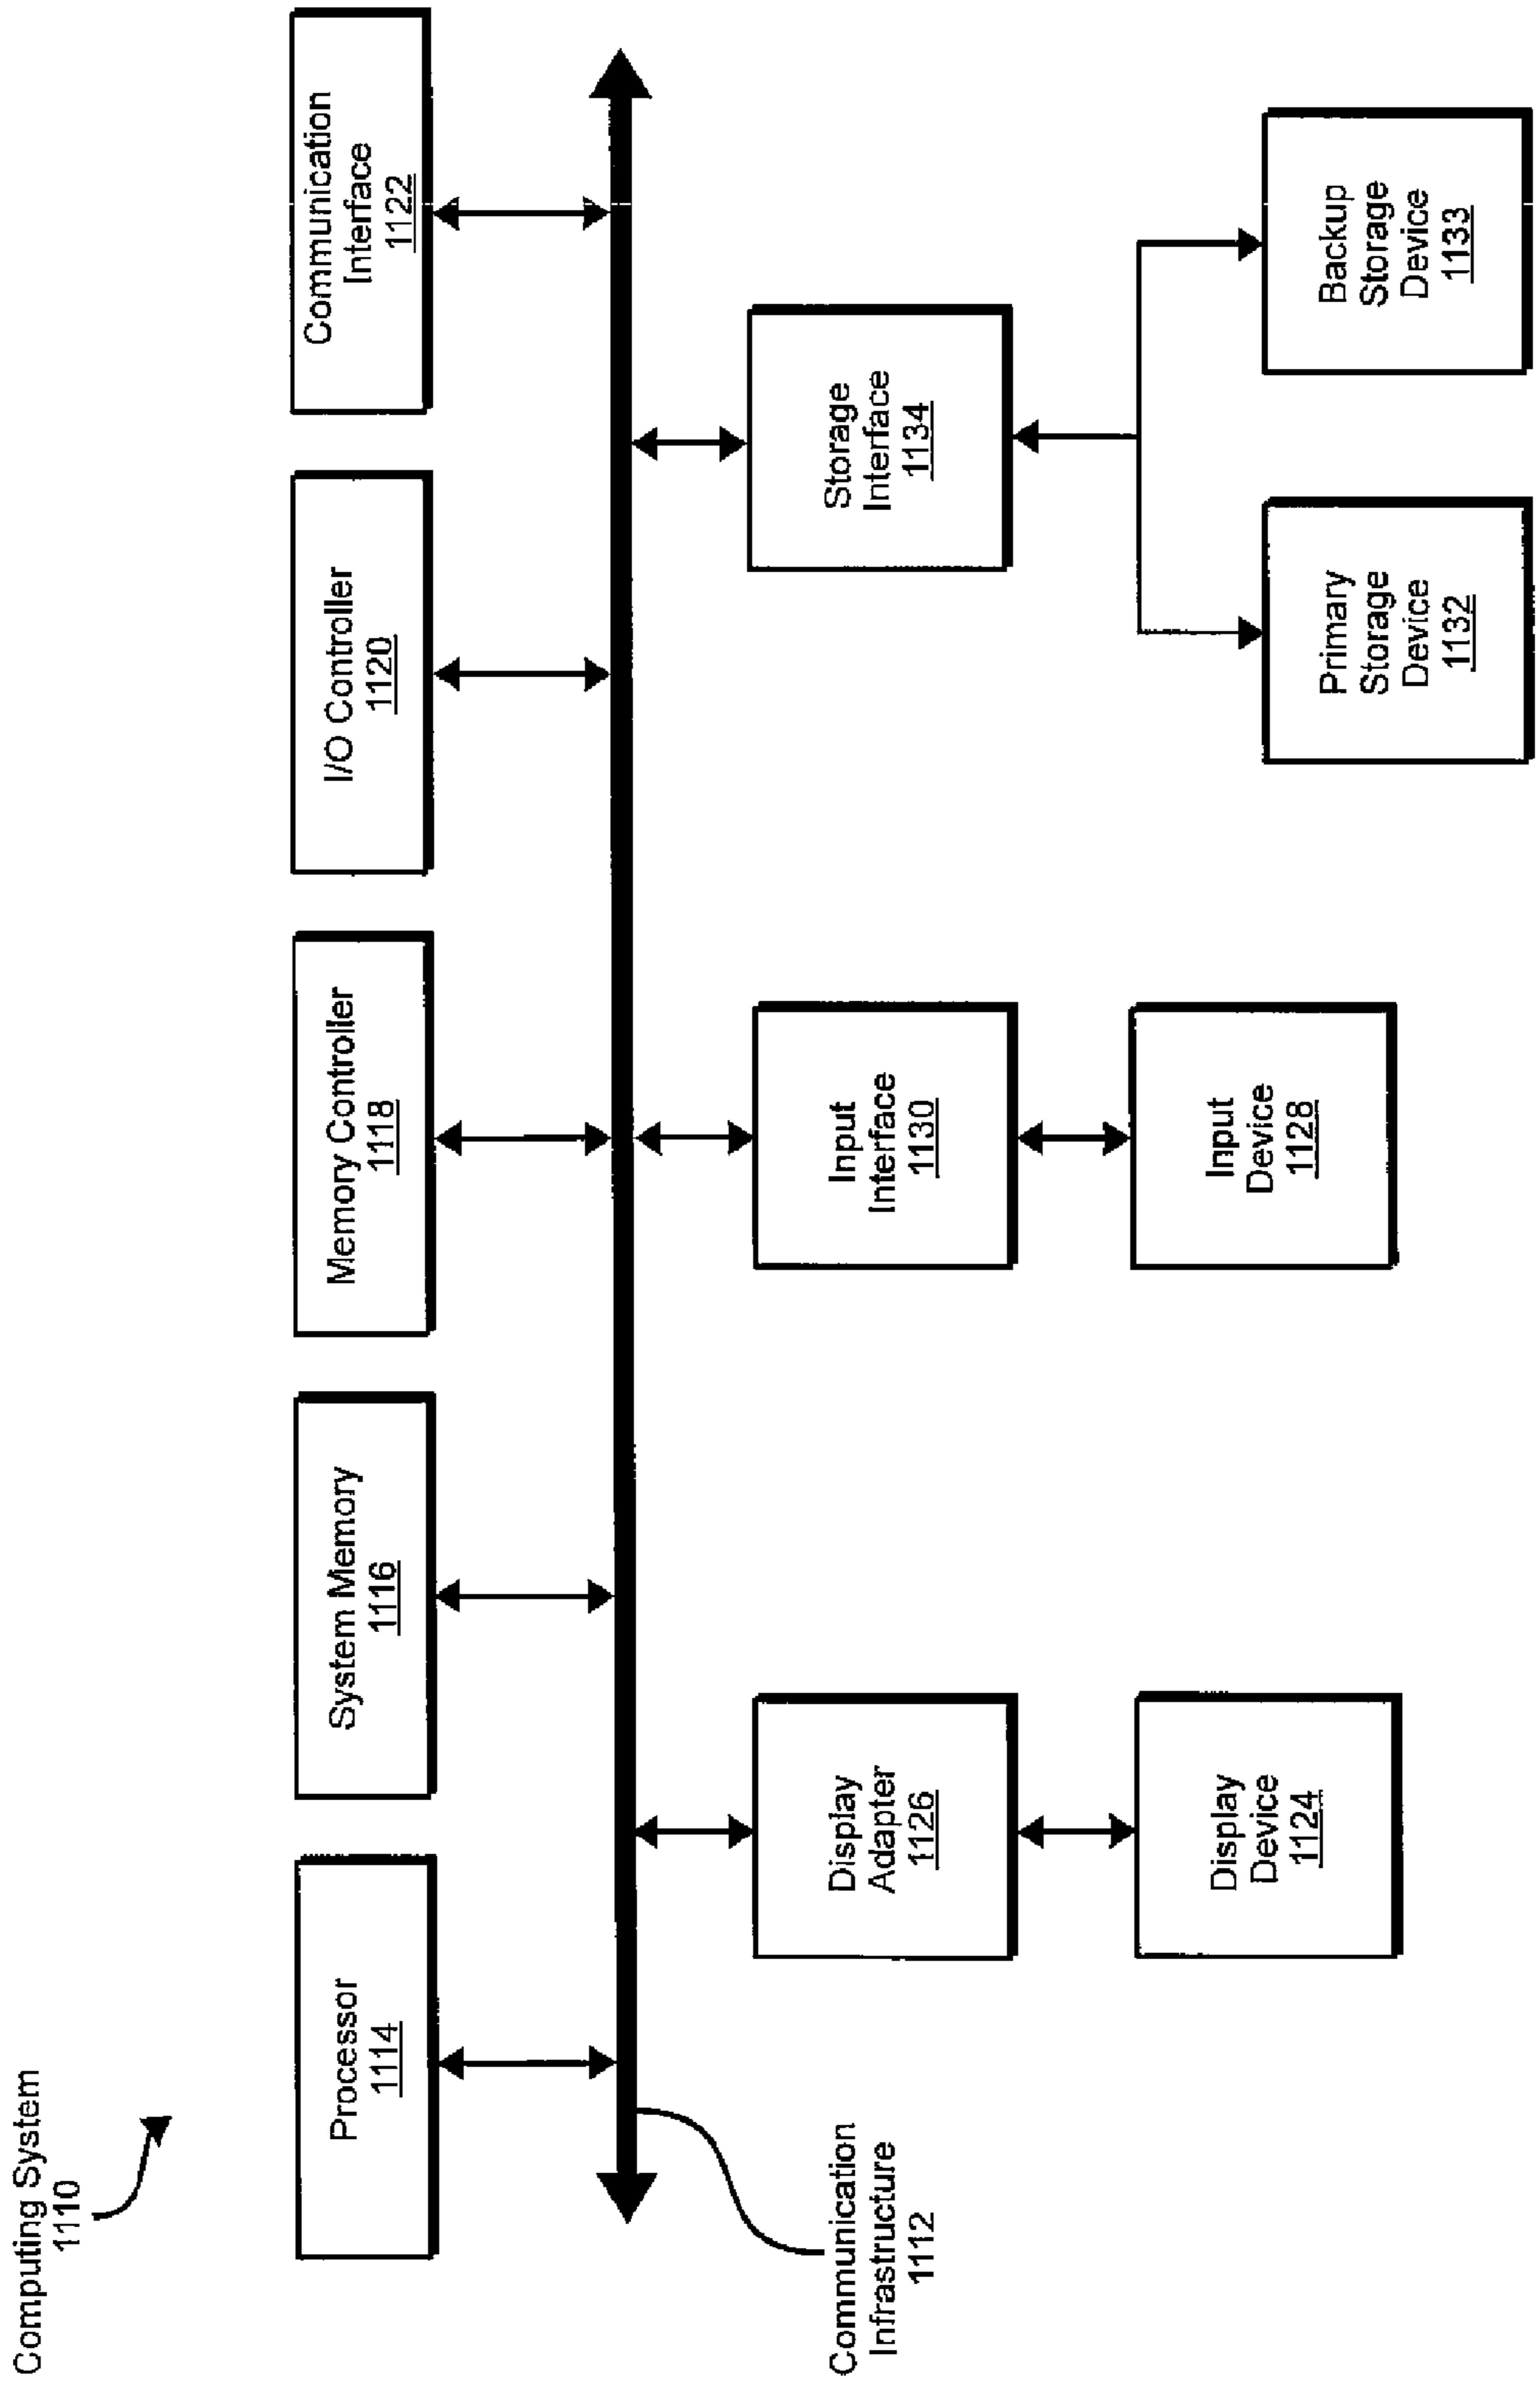 Computing System
1110
Processor
1114
System Memory
1116
Memory Controller
1118
I/O Controller
1120
Communication
Interface
1122
Communication
Infrastructure
1112
Display
Adapter
1126
Input
Interface
1130
Storage
Interface
1134
Display
Device
1124
Input
Device
1128
Primary
Storage
Device
1132
Backup
Storage
Device
1133